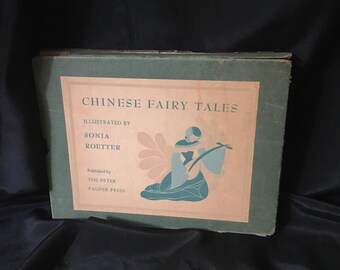 CHINESE FAIRY TALES
ILLUSTRATED BY
SONIA
ROETTER
Published by
THE PETER
PAUPER PRESS